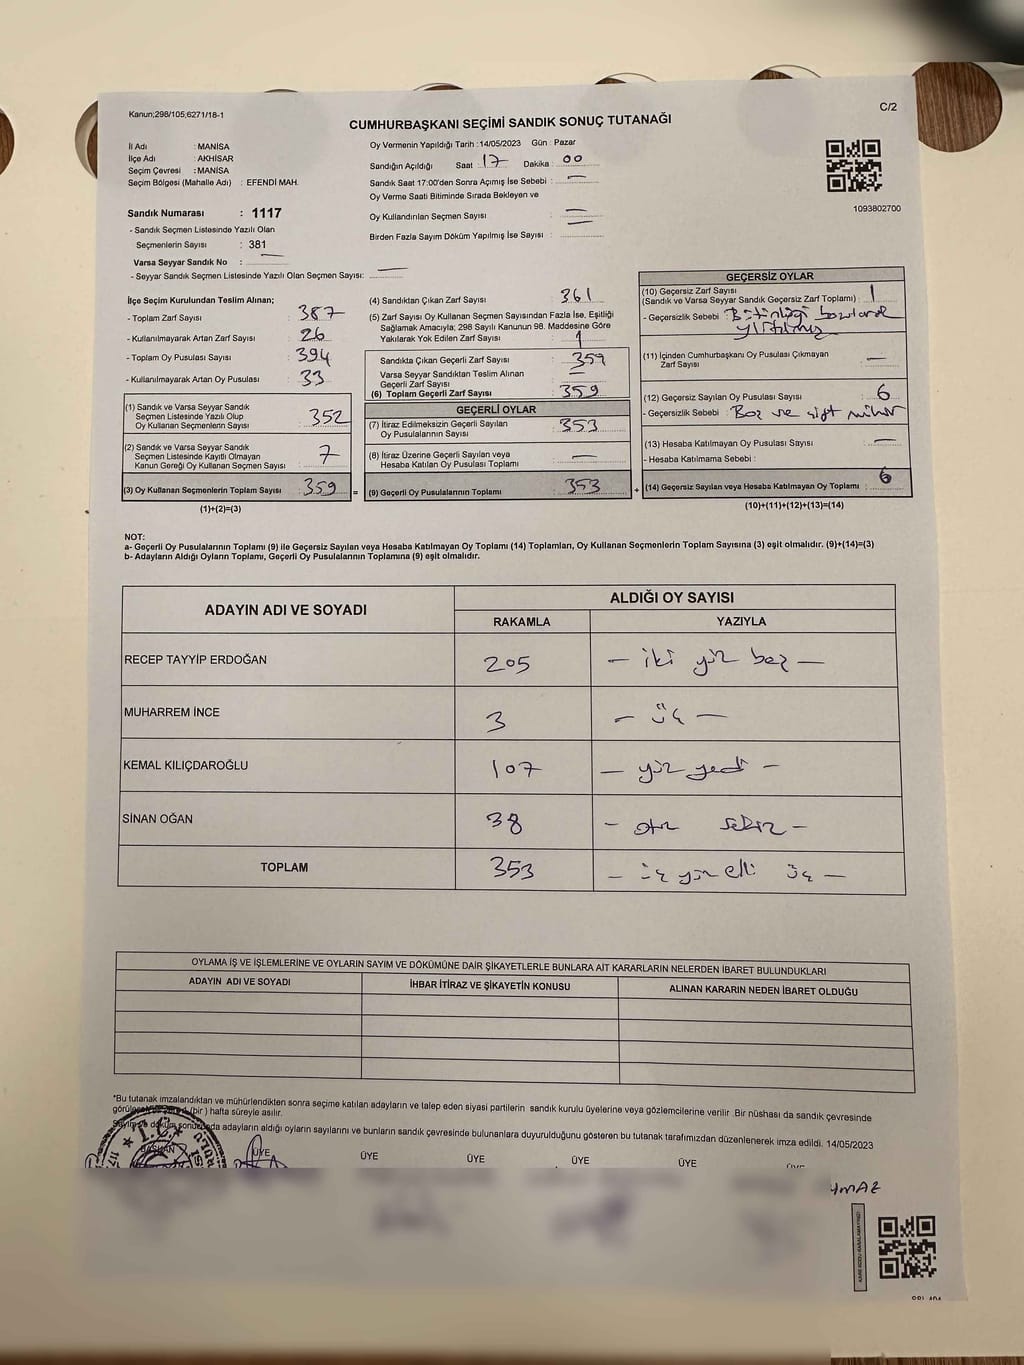 Kanun;298/105,6271/18-1
C/2
CUMHURBAŞKANI SEÇİMİ SANDIK SONUÇ TUTANAĞI
İl Adı : MANİSA
İlçe Adı : AKHİSAR
Seçim Çevresi : MANİSA
Seçim Bölgesi (Mahalle Adı) : EFENDİ MAH.
Oy Vermenin Yapıldığı Tarih :14/05/2023 Gün : Pazar
Sandığın Açıldığı Saat 17 Dakika : 00
Sandık Saat 17:00'den Sonra Açımış İse Sebebi : —
Oy Verme Saati Bitiminde Sırada Bekleyen ve
Oy Kullandırılan Seçmen Sayısı : —
Birden Fazla Sayım Döküm Yapılmış İse Sayısı : —
1093802700
Sandık Numarası : 1117
- Sandık Seçmen Listesinde Yazılı Olan
Seçmenlerin Sayısı : 381
Varsa Seyyar Sandık No : —
- Seyyar Sandık Seçmen Listesinde Yazılı Olan Seçmen Sayısı: —
İlçe Seçim Kurulundan Teslim Alınan;
- Toplam Zarf Sayısı : 387
- Kullanılmayarak Artan Zarf Sayısı : 26
- Toplam Oy Pusulası Sayısı : 394
- Kullanılmayarak Artan Oy Pusulası : 33
(1) Sandık ve Varsa Seyyar Sandık
Seçmen Listesinde Yazılı Olup
Oy Kullanan Seçmenlerin Sayısı : 352
(2) Sandık ve Varsa Seyyar Sandık
Seçmen Listesinde Kayıtlı Olmayan
Kanun Gereği Oy Kullanan Seçmen Sayısı : 7
(3) Oy Kullanan Seçmenlerin Toplam Sayısı : 359
(1)+(2)=(3)
(4) Sandıktan Çıkan Zarf Sayısı : 361
(5) Zarf Sayısı Oy Kullanan Seçmen Sayısından Fazla İse, Eşitliği
Sağlamak Amacıyla; 298 Sayılı Kanunun 98. Maddesine Göre
Yakılarak Yok Edilen Zarf Sayısı : 1
Sandıkta Çıkan Geçerli Zarf Sayısı : 359
Varsa Seyyar Sandıktan Teslim Alınan
Geçerli Zarf Sayısı : —
(6) Toplam Geçerli Zarf Sayısı : 359
GEÇERLİ OYLAR
(7) İtiraz Edilmeksizin Geçerli Sayılan
Oy Pusulasının Sayısı : 353
(8) İtiraz Üzerine Geçerli Sayılan veya
Hesaba Katılan Oy Pusulası Toplamı : —
= (9) Geçerli Oy Pusulalarının Toplamı : 353
GEÇERSİZ OYLAR
(10) Geçersiz Zarf Sayısı
(Sandık ve Varsa Seyyar Sandık Geçersiz Zarf Toplamı) : 1
- Geçersizlik Sebebi : Bütünlüğü bozularak
yırtılmış
(11) İçinden Cumhurbaşkanı Oy Pusulası Çıkmayan
Zarf Sayısı : —
(12) Geçersiz Sayılan Oy Pusulası Sayısı : 6
- Geçersizlik Sebebi : Boş ve çift mühür
(13) Hesaba Katılmayan Oy Pusulası Sayısı : —
- Hesaba Katılmama Sebebi :
+ (14) Geçersiz Sayılan veya Hesaba Katılmayan Oy Toplamı : 6
(10)+(11)+(12)+(13)=(14)
NOT:
a- Geçerli Oy Pusulalarının Toplamı (9) ile Geçersiz Sayılan veya Hesaba Katılmayan Oy Toplamı (14) Toplamları, Oy Kullanan Seçmenlerin Toplam Sayısına (3) eşit olmalıdır. (9)+(14)=(3)
b- Adayların Aldığı Oyların Toplamı, Geçerli Oy Pusulalarının Toplamına (9) eşit olmalıdır.
ADAYIN ADI VE SOYADI
ALDIĞI OY SAYISI
RAKAMLA
YAZIYLA
RECEP TAYYİP ERDOĞAN 205 — iki yüz beş —
MUHARREM İNCE 3 — üç —
KEMAL KILIÇDAROĞLU 107 — yüz yedi —
SİNAN OĞAN 38 — otuz sekiz —
TOPLAM 353 — üç yüz elli üç —
OYLAMA İŞ VE İŞLEMLERİNE VE OYLARIN SAYIM VE DÖKÜMÜNE DAİR ŞİKAYETLERLE BUNLARA AİT KARARLARIN NELERDEN İBARET BULUNDUKLARI
ADAYIN ADI VE SOYADI
İHBAR İTİRAZ VE ŞİKAYETİN KONUSU
ALINAN KARARIN NEDEN İBARET OLDUĞU
*Bu tutanak imzalandıktan ve mühürlendikten sonra seçime katılan adayların ve talep eden siyasi partilerin sandık kurulu üyelerine veya gözlemcilerine verilir .Bir nüshası da sandık çevresinde
(bir ) hafta süreyle asılır.
döküm adayların aldığı oyların sayılarını ve bunların sandık çevresinde bulunanlara duyurulduğunu gösteren bu tutanak tarafımızdan düzenlenerek imza edildi. 14/05/2023
BAŞKAN ÜYE ÜYE ÜYE ÜYE ÜYE
T.C.